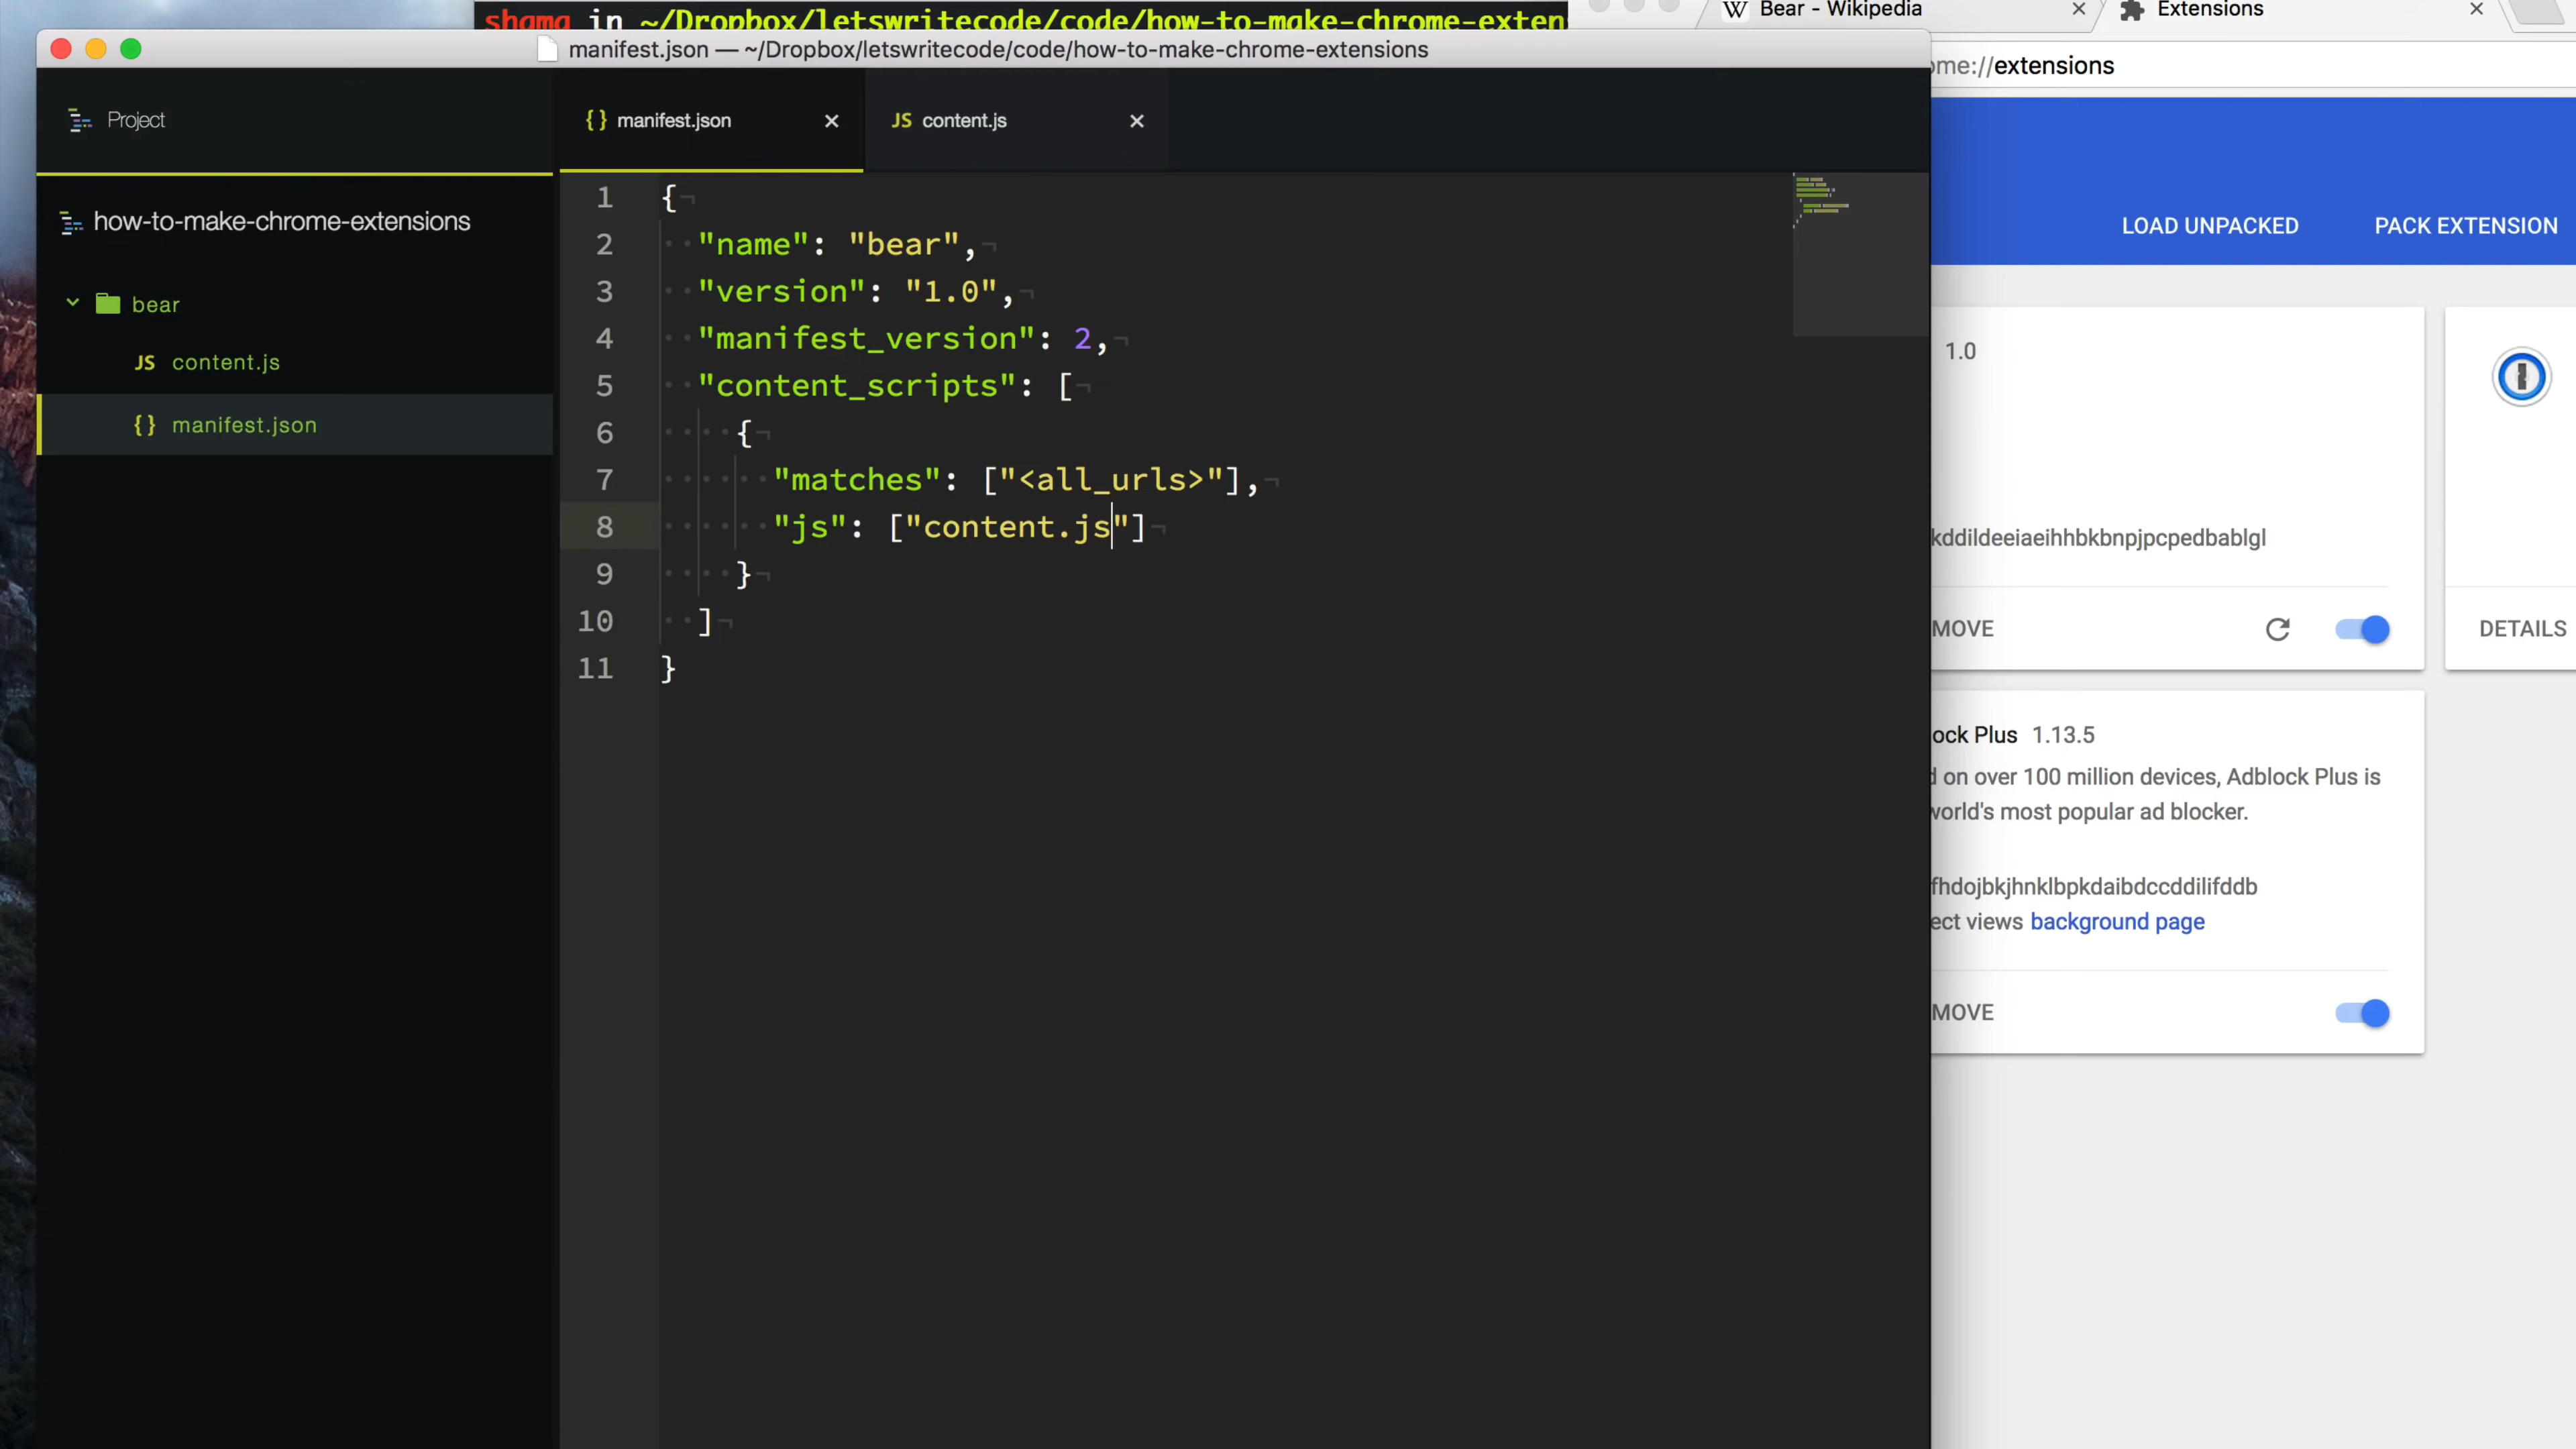 shama in ~/Dropbox/letswritecode/code/how-to-make-chrome-exten
W Bear - Wikipedia
Extensions
manifest.json — ~/Dropbox/letswritecode/code/how-to-make-chrome-extensions
ome://extensions
Project
{} manifest.json
JS content.js
how-to-make-chrome-extensions
bear
JS content.js
{} manifest.json
1 {
2 "name": "bear",
3 "version": "1.0",
4 "manifest_version": 2,
5 "content_scripts": [
6 {
7 "matches": ["<all_urls>"],
8 "js": ["content.js"]
9 }
10 ]
11 }
LOAD UNPACKED
PACK EXTENSION
1.0
kddildeeiaeihhbkbnpjpcpedbablgl
MOVE
DETAILS
ock Plus 1.13.5
d on over 100 million devices, Adblock Plus is
world's most popular ad blocker.
fhdojbkjhnklbpkdaibdccddilifddb
ect views background page
MOVE